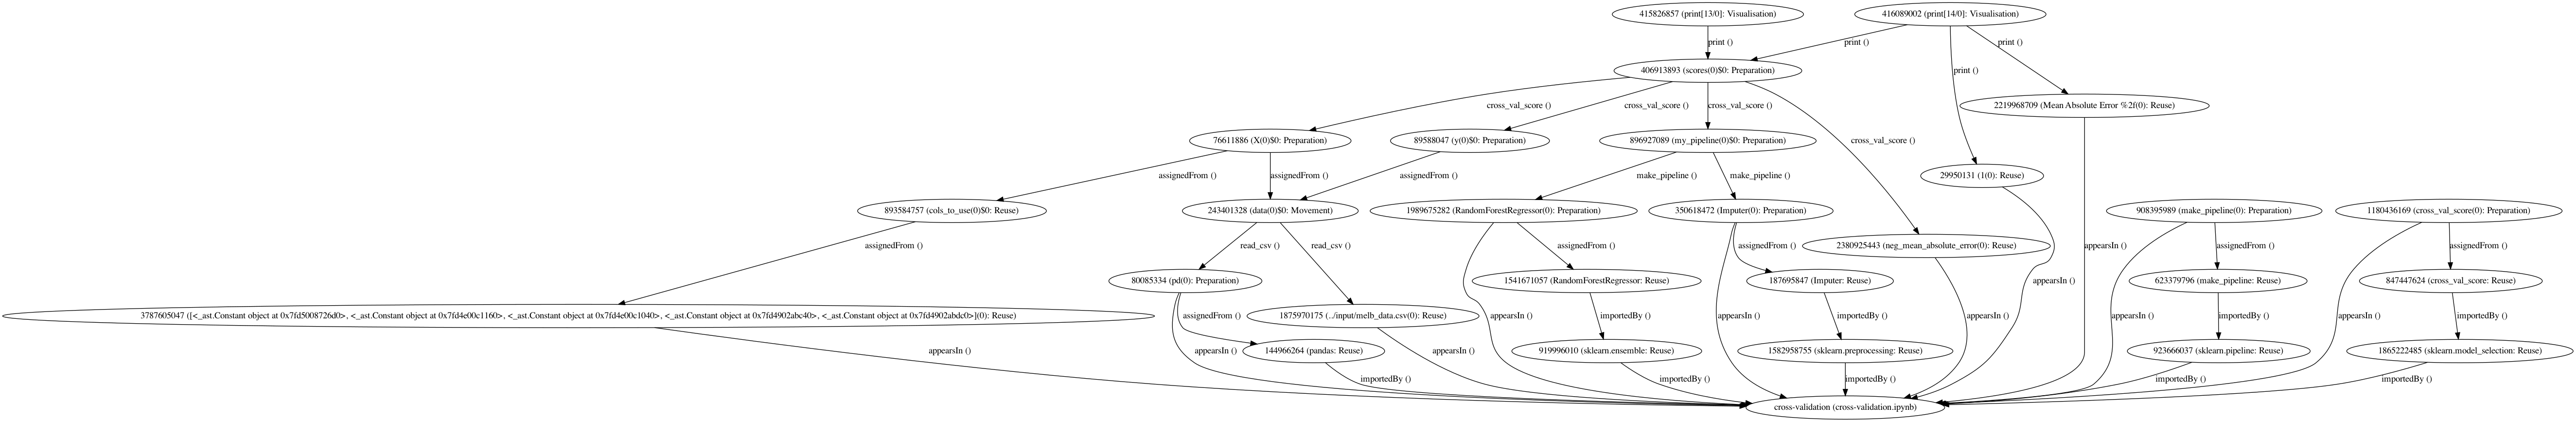 415826857 (print[13/0]: Visualisation)
416089002 (print[14/0]: Visualisation)
print ()
print ()
print ()
406913893 (scores(0)$0: Preparation)
print ()
2219968709 (Mean Absolute Error %2f(0): Reuse)
cross_val_score ()
cross_val_score ()
cross_val_score ()
76611886 (X(0)$0: Preparation)
89588047 (y(0)$0: Preparation)
896927089 (my_pipeline(0)$0: Preparation)
cross_val_score ()
assignedFrom ()
assignedFrom ()
assignedFrom ()
make_pipeline ()
make_pipeline ()
29950131 (1(0): Reuse)
893584757 (cols_to_use(0)$0: Reuse)
243401328 (data(0)$0: Movement)
1989675282 (RandomForestRegressor(0): Preparation)
350618472 (Imputer(0): Preparation)
908395989 (make_pipeline(0): Preparation)
1180436169 (cross_val_score(0): Preparation)
assignedFrom ()
read_csv ()
read_csv ()
assignedFrom ()
assignedFrom ()
2380925443 (neg_mean_absolute_error(0): Reuse)
appearsIn ()
assignedFrom ()
assignedFrom ()
80085334 (pd(0): Preparation)
1541671057 (RandomForestRegressor: Reuse)
187695847 (Imputer: Reuse)
appearsIn ()
623379796 (make_pipeline: Reuse)
847447624 (cross_val_score: Reuse)
3787605047 ([<_ast.Constant object at 0x7fd5008726d0>, <_ast.Constant object at 0x7fd4e00c1160>, <_ast.Constant object at 0x7fd4e00c1040>, <_ast.Constant object at 0x7fd4902abc40>, <_ast.Constant object at 0x7fd4902abdc0>](0): Reuse)
assignedFrom ()
1875970175 (../input/melb_data.csv(0): Reuse)
appearsIn ()
importedBy ()
appearsIn ()
importedBy ()
appearsIn ()
appearsIn ()
importedBy ()
appearsIn ()
importedBy ()
appearsIn ()
appearsIn ()
144966264 (pandas: Reuse)
appearsIn ()
919996010 (sklearn.ensemble: Reuse)
1582958755 (sklearn.preprocessing: Reuse)
923666037 (sklearn.pipeline: Reuse)
1865222485 (sklearn.model_selection: Reuse)
importedBy ()
importedBy ()
importedBy ()
importedBy ()
importedBy ()
cross-validation (cross-validation.ipynb)